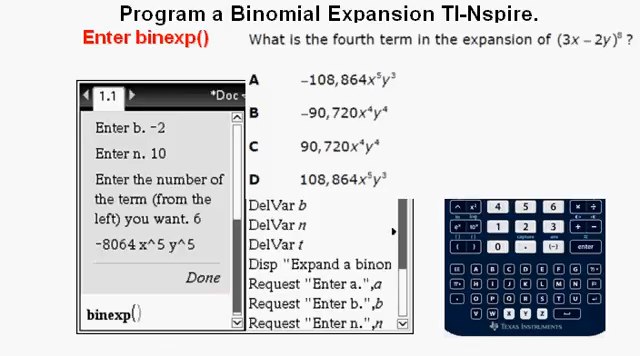 Program a Binomial Expansion TI-Nspire.
Enter binexp()
What is the fourth term in the expansion of (3x − 2y)⁸ ?
A −108,864x⁵y³
B −90,720x⁴y⁴
C 90,720x⁴y⁴
D 108,864x⁵y³
1.1 *Doc
Enter b. -2
Enter n. 10
Enter the number of
the term (from the
left) you want. 6
-8064 x^5 y^5
Done
binexp()
DelVar b
DelVar n
DelVar t
Disp "Expand a binon
Request "Enter a.",a
Request "Enter b.",b
Request "Enter n.",n
4 5 6
1 2 3
0 . (−) enter
A B C D E F G
H I J K L M N
O P Q R S T U
V W X Y Z
TEXAS INSTRUMENTS